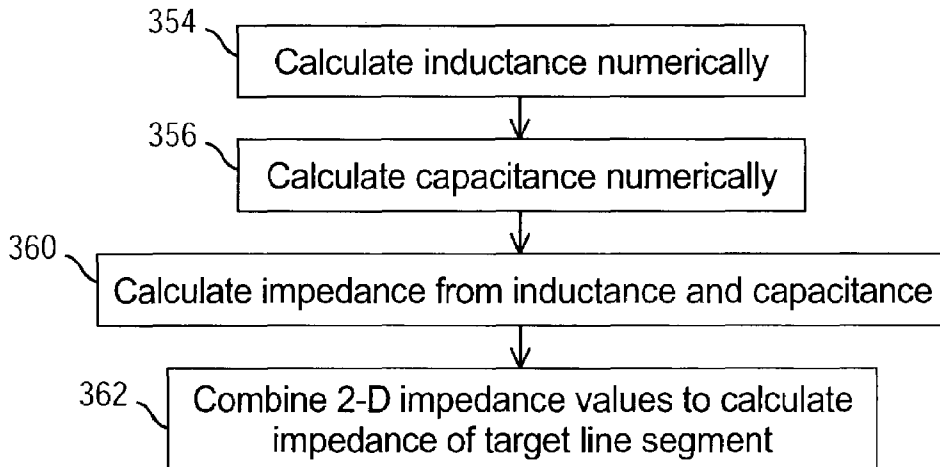 354
Calculate inductance numerically
356
Calculate capacitance numerically
360
Calculate impedance from inductance and capacitance
362
Combine 2-D impedance values to calculate
impedance of target line segment